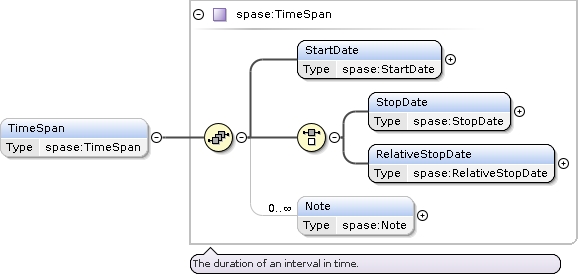 spase:TimeSpan
StartDate
Type spase:StartDate
StopDate
Type spase:StopDate
TimeSpan
Type spase:TimeSpan
RelativeStopDate
Type spase:RelativeStopDate
0..∞
Note
Type spase:Note
The duration of an interval in time.